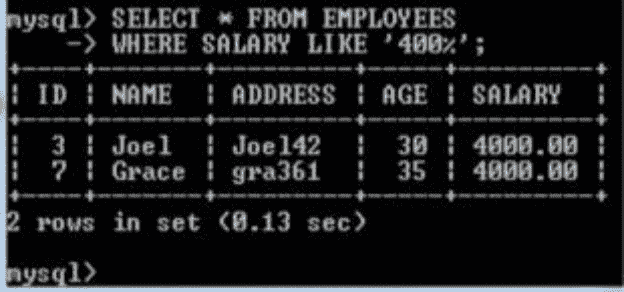 mysql> SELECT * FROM EMPLOYEES
-> WHERE SALARY LIKE '400%';
+----+-------+---------+-----+---------+
| ID | NAME | ADDRESS | AGE | SALARY |
+----+-------+---------+-----+---------+
| 3 | Joel | Joel42 | 30 | 4000.00 |
| 7 | Grace | gra361 | 35 | 4000.00 |
+----+-------+---------+-----+---------+
2 rows in set (0.13 sec)
mysql>